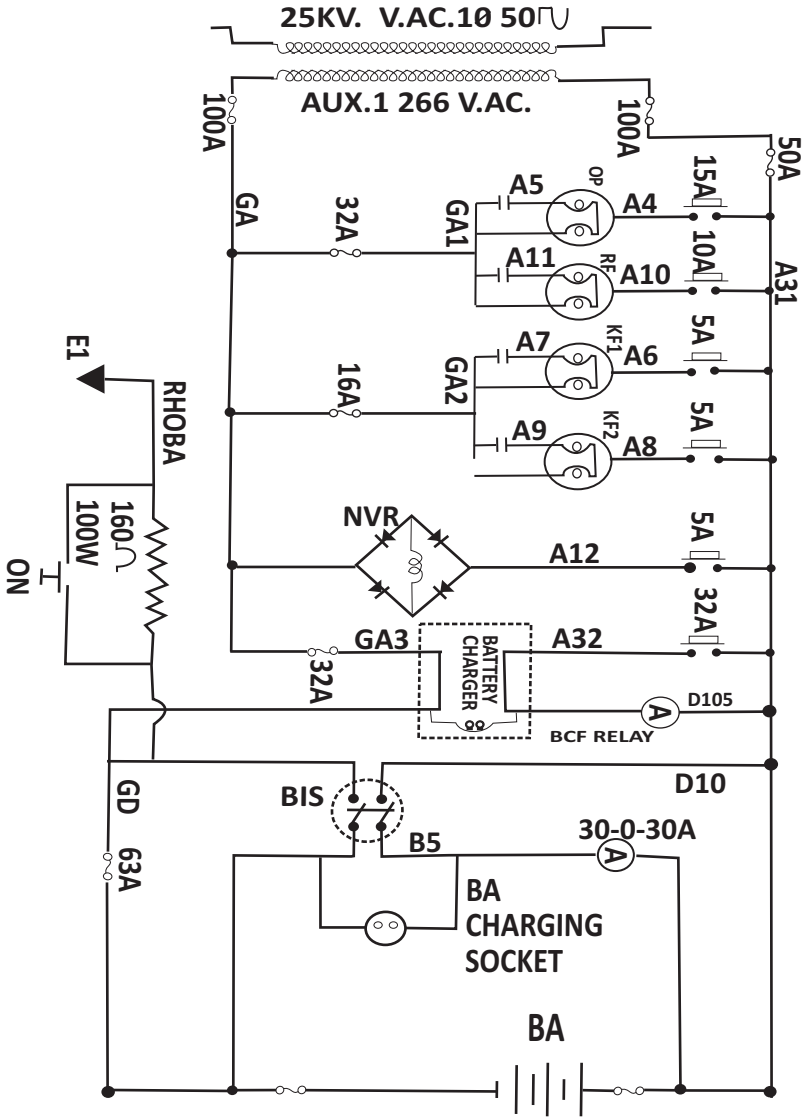 25KV. V.AC.10 50
AUX.1 266 V.AC.
100A
100A
50A
GA
32A
GA1
A5
OP
A4
15A
A11
RF
A10
10A
A31
E1
RHOBA
16A
GA2
A7
KF1
A6
5A
A9
KF2
A8
5A
160
100W
ON
NVR
A12
5A
32A
GA3
BATTERY
CHARGER
A32
32A
A
D105
BCF RELAY
D10
BIS
GD
63A
B5
30-0-30A
A
BA
CHARGING
SOCKET
BA